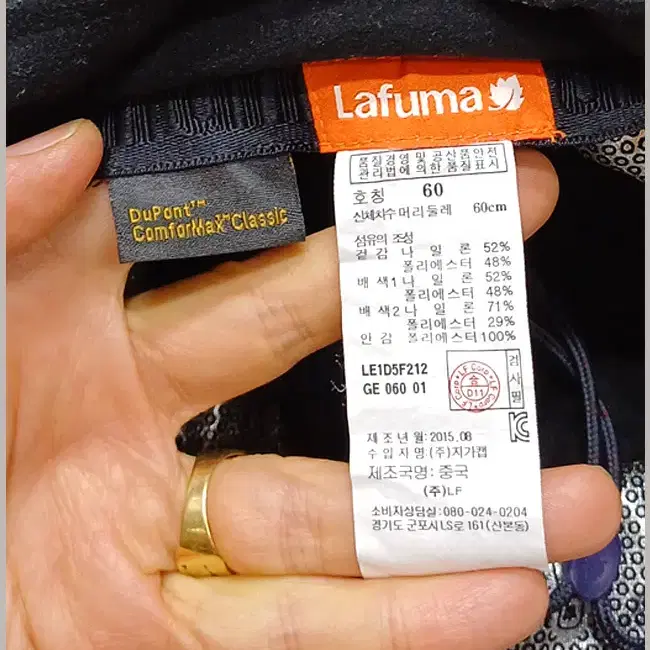 Lafuma
DuPont™
ComforMax™ Classic
품질경영 및 공산품안전
관리법에 의한 품질표시
호칭 60
신체치수 머리둘레 60cm
섬유의 조성
겉 감 나 일 론 52%
폴리에스터 48%
배 색 1 나 일 론 52%
폴리에스터 48%
배 색 2 나 일 론 71%
폴리에스터 29%
안 감 폴리에스터 100%
LE1D5F212
GE 060 01
LF Corp LF Corp
合
D11
검사필
제 조 년 월: 2015.08
수 입 자 명: (주)지가캡
제조국명: 중국
(주)LF
소비자상담실: 080-024-0204
경기도 군포시 LS로 161 (산본동)